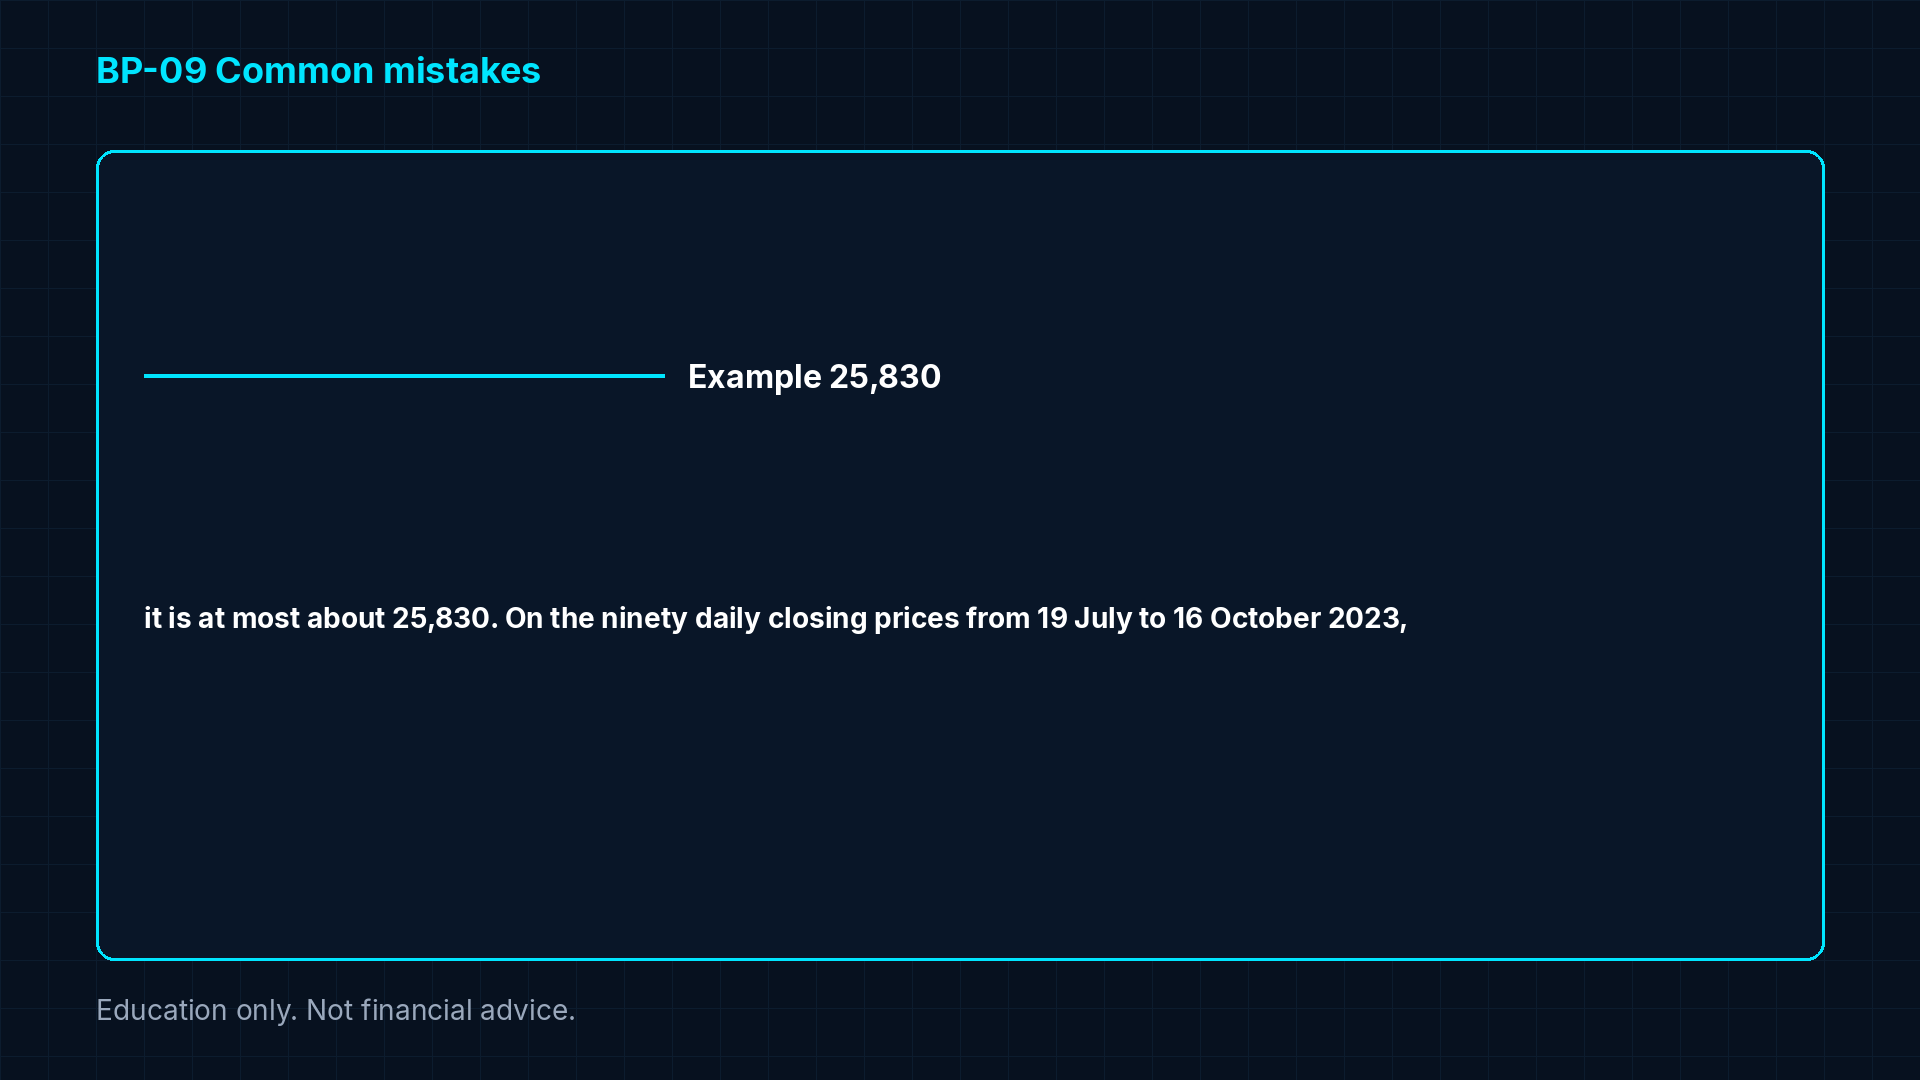 BP-09 Common mistakes
Example 25,830
it is at most about 25,830. On the ninety daily closing prices from 19 July to 16 October 2023,
Education only. Not financial advice.